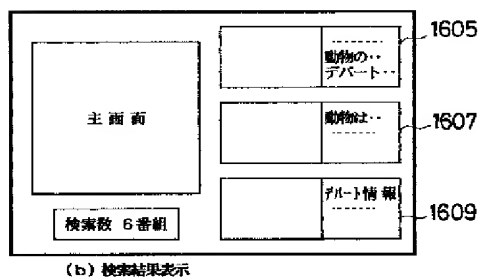 主画面
検索数 6番組
動物の‥
デパート‥
1605
動物は‥
1607
デパート情報
1609
(b) 検索結果表示